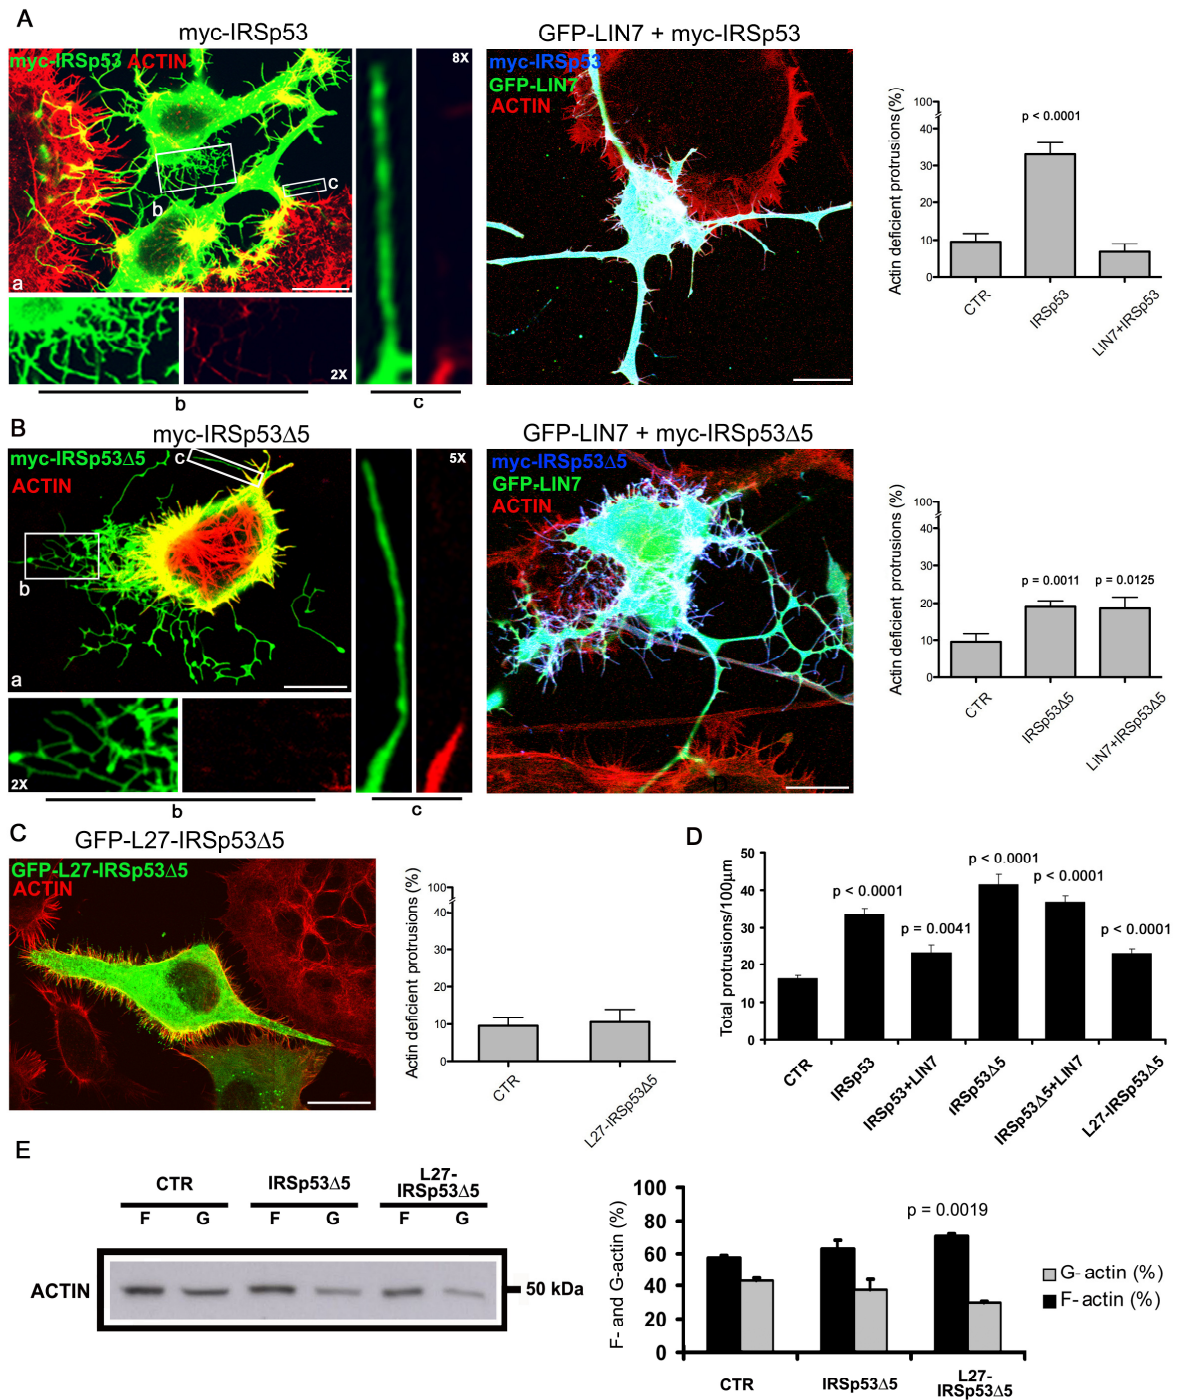 A
myc-IRSp53
GFP-LIN7 + myc-IRSp53
myc-IRSp53 ACTIN
8X
c
b
a
2X
b
c
myc-IRSp53
GFP-LIN7
ACTIN
Actin deficient protrusions (%)
100
40
30
20
10
0
p < 0.0001
CTR
IRSp53
LIN7+IRSp53
B
myc-IRSp53Δ5
GFP-LIN7 + myc-IRSp53Δ5
myc-IRSp53Δ5
ACTIN
c
5X
b
a
2X
b
c
myc-IRSp53Δ5
GFP-LIN7
ACTIN
Actin deficient protrusions (%)
100
40
30
20
10
0
p = 0.0011
p = 0.0125
CTR
IRSp53Δ5
LIN7+IRSp53Δ5
C
GFP-L27-IRSp53Δ5
GFP-L27-IRSp53Δ5
ACTIN
Actin deficient protrusions (%)
100
40
30
20
10
0
CTR
L27-IRSp53Δ5
D
Total protrusions/100μm
50
40
30
20
10
0
p < 0.0001
p = 0.0041
p < 0.0001
p < 0.0001
p < 0.0001
CTR
IRSp53
IRSp53+LIN7
IRSp53Δ5
IRSp53Δ5+LIN7
L27-IRSp53Δ5
E
CTR
IRSp53Δ5
L27-
IRSp53Δ5
F G F G F G
ACTIN
50 kDa
F- and G-actin (%)
100
80
60
40
20
0
p = 0.0019
G- actin (%)
F- actin (%)
CTR
IRSp53Δ5
L27-
IRSp53Δ5